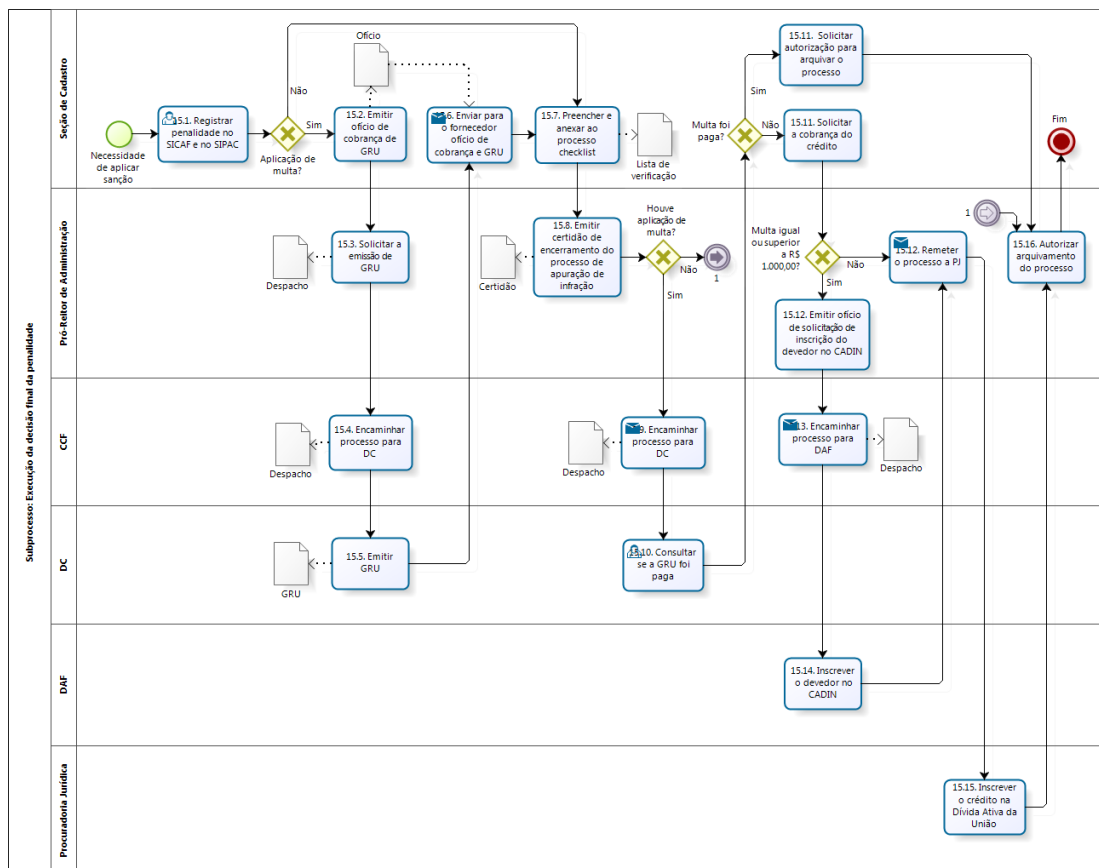 Subprocesso: Execução da decisão final da penalidade
Seção de Cadastro
Necessidade
de aplicar
sanção
15.1. Registrar
penalidade no
SICAF e no SIPAC
Aplicação de
multa?
Não
Sim
Ofício
15.2. Emitir
ofício de
cobrança de
GRU
15.6. Enviar para
o fornecedor
ofício de
cobrança e GRU
15.7. Preencher e
anexar ao
processo
checklist
Lista de
verificação
Multa foi
paga?
Sim
Não
15.11. Solicitar
autorização para
arquivar o
processo
15.11. Solicitar
a cobrança do
crédito
Fim
Pró-Reitor de Administração
Despacho
15.3. Solicitar a
emissão de
GRU
Certidão
15.8. Emitir
certidão de
encerramento do
processo de
apuração de
infração
Houve
aplicação de
multa?
Não
Sim
1
Multa igual
ou superior
a R$
1.000,00?
Não
Sim
15.12. Remeter
o processo a PJ
1
15.16. Autorizar
arquivamento
do processo
15.12. Emitir ofício
de solicitação de
inscrição do
devedor no CADIN
CCF
Despacho
15.4. Encaminhar
processo para
DC
Despacho
9. Encaminhar
processo para
DC
13. Encaminhar
processo para
DAF
Despacho
DC
GRU
15.5. Emitir
GRU
15.10. Consultar
se a GRU foi
paga
DAF
15.14. Inscrever
o devedor no
CADIN
Procuradoria Jurídica
15.15. Inscrever
o crédito na
Dívida Ativa da
União